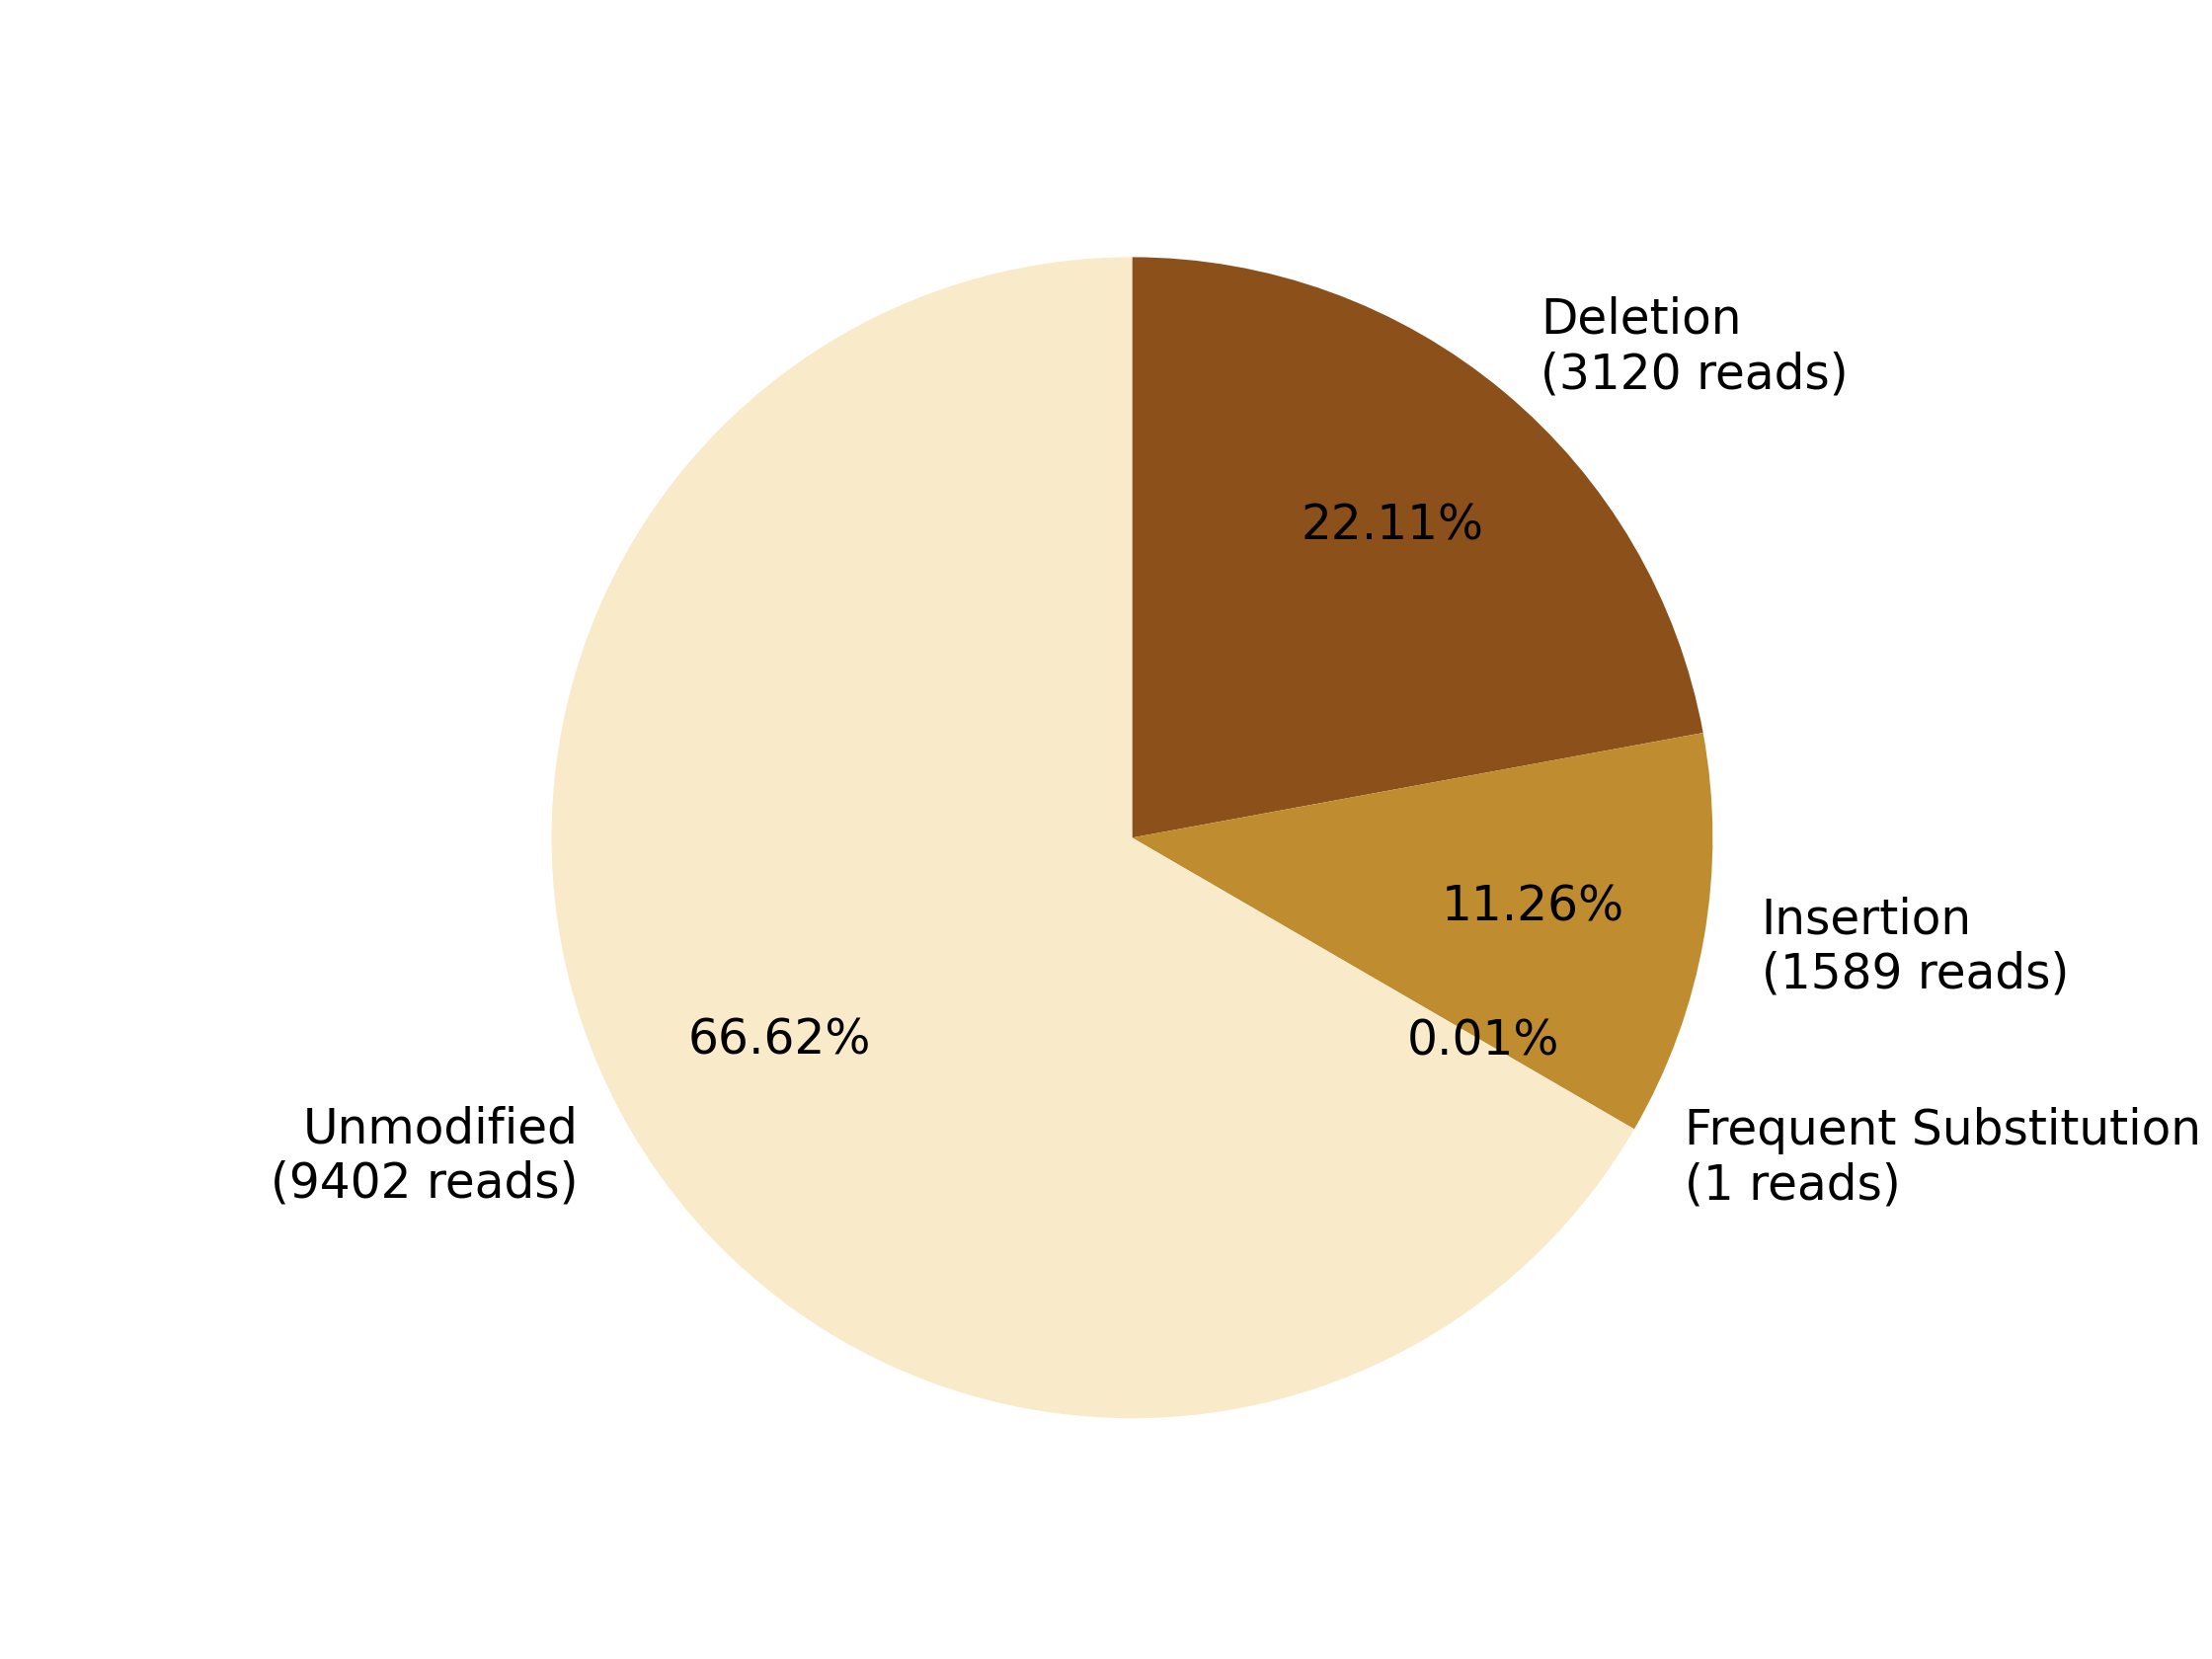 Deletion
(3120 reads)
22.11%
11.26%
Insertion
(1589 reads)
66.62%
0.01%
Unmodified
(9402 reads)
Frequent Substitution
(1 reads)